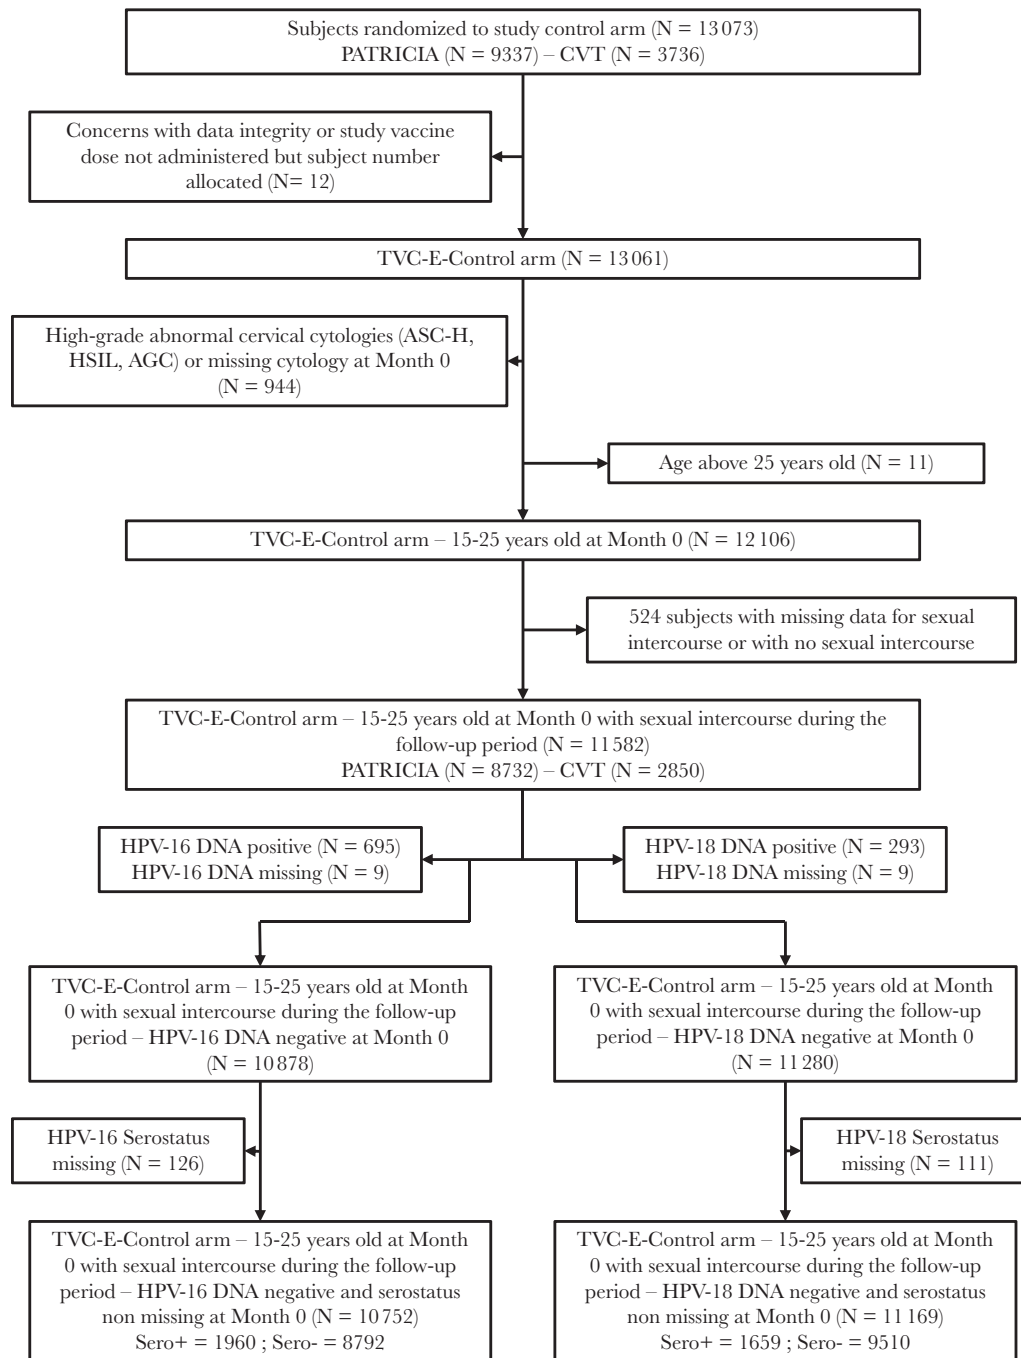 Subjects randomized to study control arm (N = 13 073)
PATRICIA (N = 9337) – CVT (N = 3736)
Concerns with data integrity or study vaccine
dose not administered but subject number
allocated (N= 12)
TVC-E-Control arm (N = 13 061)
High-grade abnormal cervical cytologies (ASC-H,
HSIL, AGC) or missing cytology at Month 0
(N = 944)
Age above 25 years old (N = 11)
TVC-E-Control arm – 15-25 years old at Month 0 (N = 12 106)
524 subjects with missing data for sexual
intercourse or with no sexual intercourse
TVC-E-Control arm – 15-25 years old at Month 0 with sexual intercourse during the
follow-up period (N = 11 582)
PATRICIA (N = 8732) – CVT (N = 2850)
HPV-16 DNA positive (N = 695)
HPV-16 DNA missing (N = 9)
HPV-18 DNA positive (N = 293)
HPV-18 DNA missing (N = 9)
TVC-E-Control arm – 15-25 years old at Month
0 with sexual intercourse during the follow-up
period – HPV-16 DNA negative at Month 0
(N = 10 878)
TVC-E-Control arm – 15-25 years old at Month
0 with sexual intercourse during the follow-up
period – HPV-18 DNA negative at Month 0
(N = 11 280)
HPV-16 Serostatus
missing (N = 126)
HPV-18 Serostatus
missing (N = 111)
TVC-E-Control arm – 15-25 years old at Month
0 with sexual intercourse during the follow-up
period – HPV-16 DNA negative and serostatus
non missing at Month 0 (N = 10 752)
Sero+ = 1960 ; Sero- = 8792
TVC-E-Control arm – 15-25 years old at Month
0 with sexual intercourse during the follow-up
period – HPV-18 DNA negative and serostatus
non missing at Month 0 (N = 11 169)
Sero+ = 1659 ; Sero- = 9510